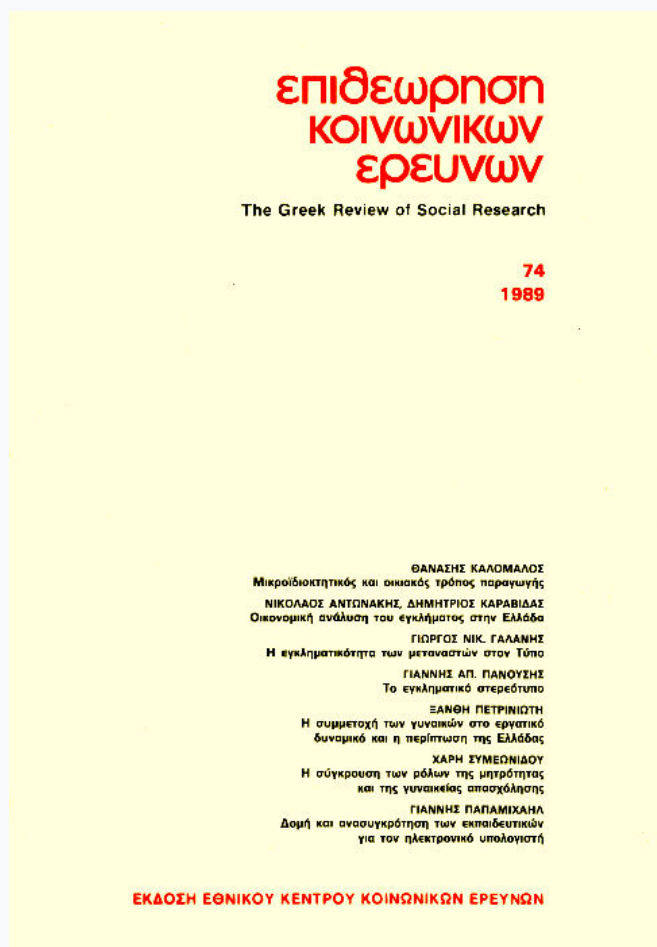 επιθεωρηση
κοινωνικων
ερευνων
The Greek Review of Social Research
74
1989
ΘΑΝΑΣΗΣ ΚΑΛΟΜΑΛΟΣ
Μικροϊδιοκτητικός και οικιακός τρόπος παραγωγής
ΝΙΚΟΛΑΟΣ ΑΝΤΩΝΑΚΗΣ, ΔΗΜΗΤΡΙΟΣ ΚΑΡΑΒΙΔΑΣ
Οικονομική ανάλυση του εγκλήματος στην Ελλάδα
ΓΙΩΡΓΟΣ ΝΙΚ. ΓΑΛΑΝΗΣ
Η εγκληματικότητα των μεταναστών στον Τύπο
ΓΙΑΝΝΗΣ ΑΠ. ΠΑΝΟΥΣΗΣ
Το εγκληματικό στερεότυπο
ΞΑΝΘΗ ΠΕΤΡΙΝΙΩΤΗ
Η συμμετοχή των γυναικών στο εργατικό
δυναμικό και η περίπτωση της Ελλάδας
ΧΑΡΗ ΣΥΜΕΩΝΙΔΟΥ
Η σύγκρουση των ρόλων της μητρότητας
και της γυναικείας απασχόλησης
ΓΙΑΝΝΗΣ ΠΑΠΑΜΙΧΑΗΛ
Δομή και ανασυγκρότηση των εκπαιδευτικών
για τον ηλεκτρονικό υπολογιστή
ΕΚΔΟΣΗ ΕΘΝΙΚΟΥ ΚΕΝΤΡΟΥ ΚΟΙΝΩΝΙΚΩΝ ΕΡΕΥΝΩΝ